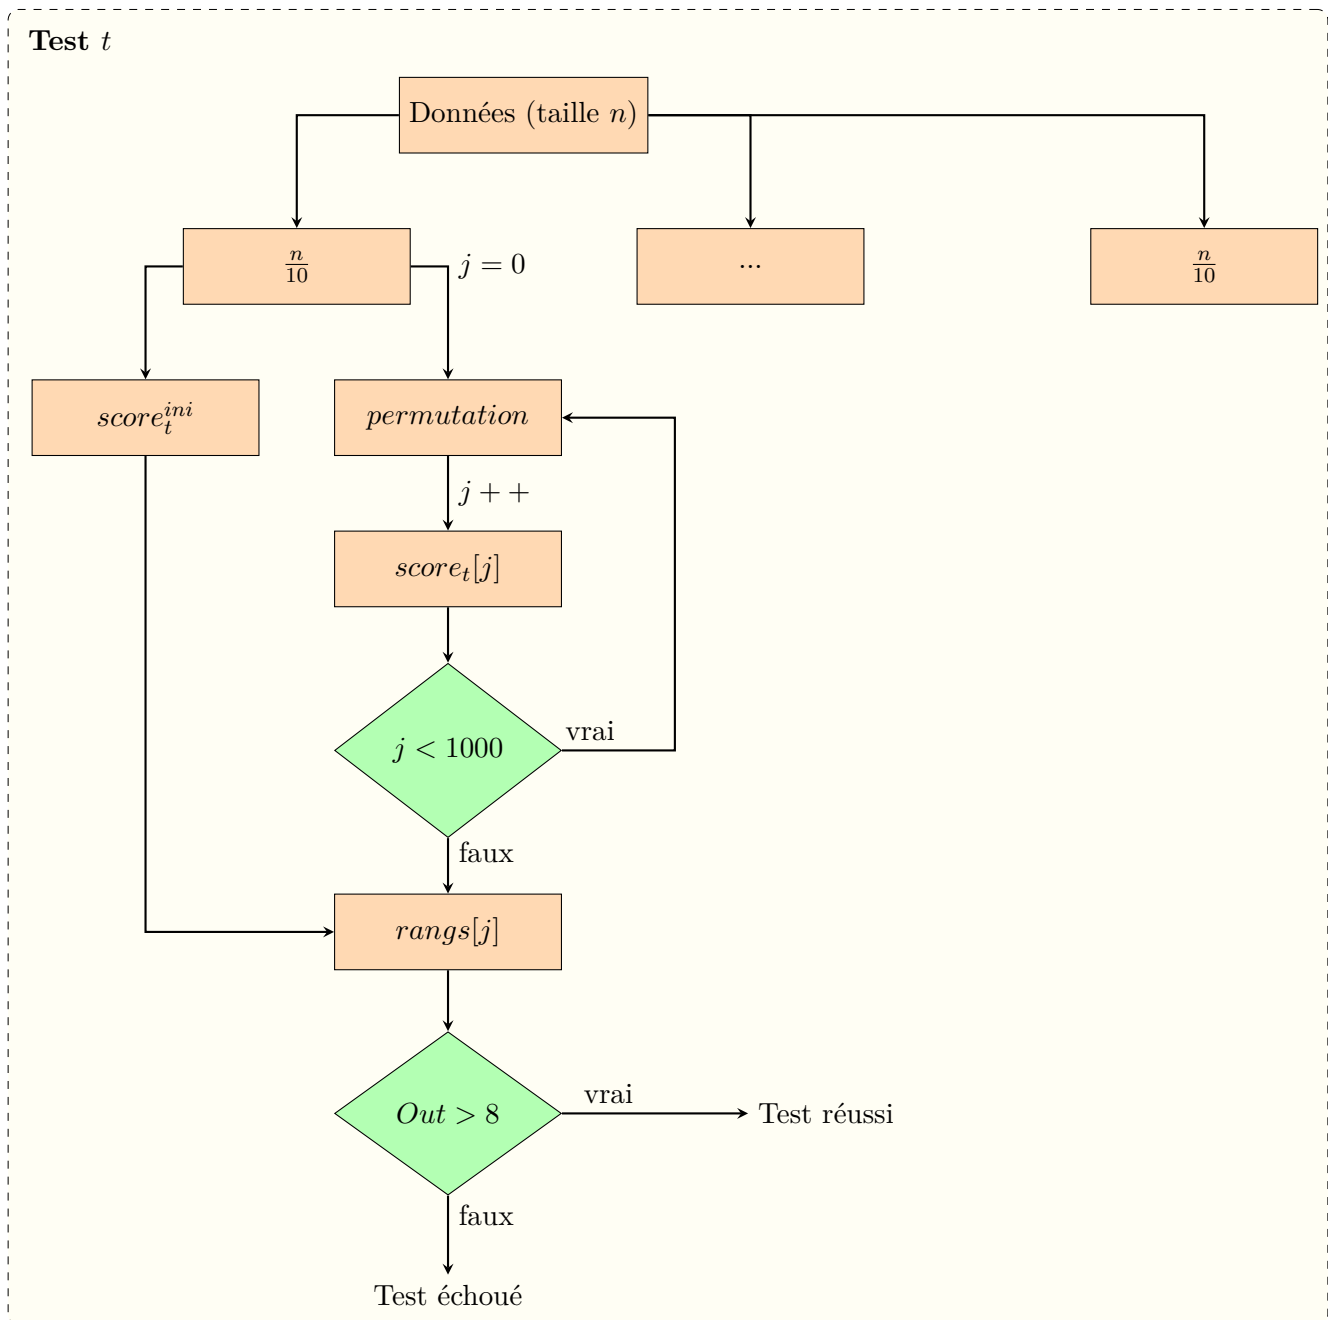 Test t
Données (taille n)
n/10
j = 0
...
n/10
score_t^{ini}
permutation
j + +
score_t[j]
j < 1000
vrai
faux
rangs[j]
Out > 8
vrai
Test réussi
faux
Test échoué